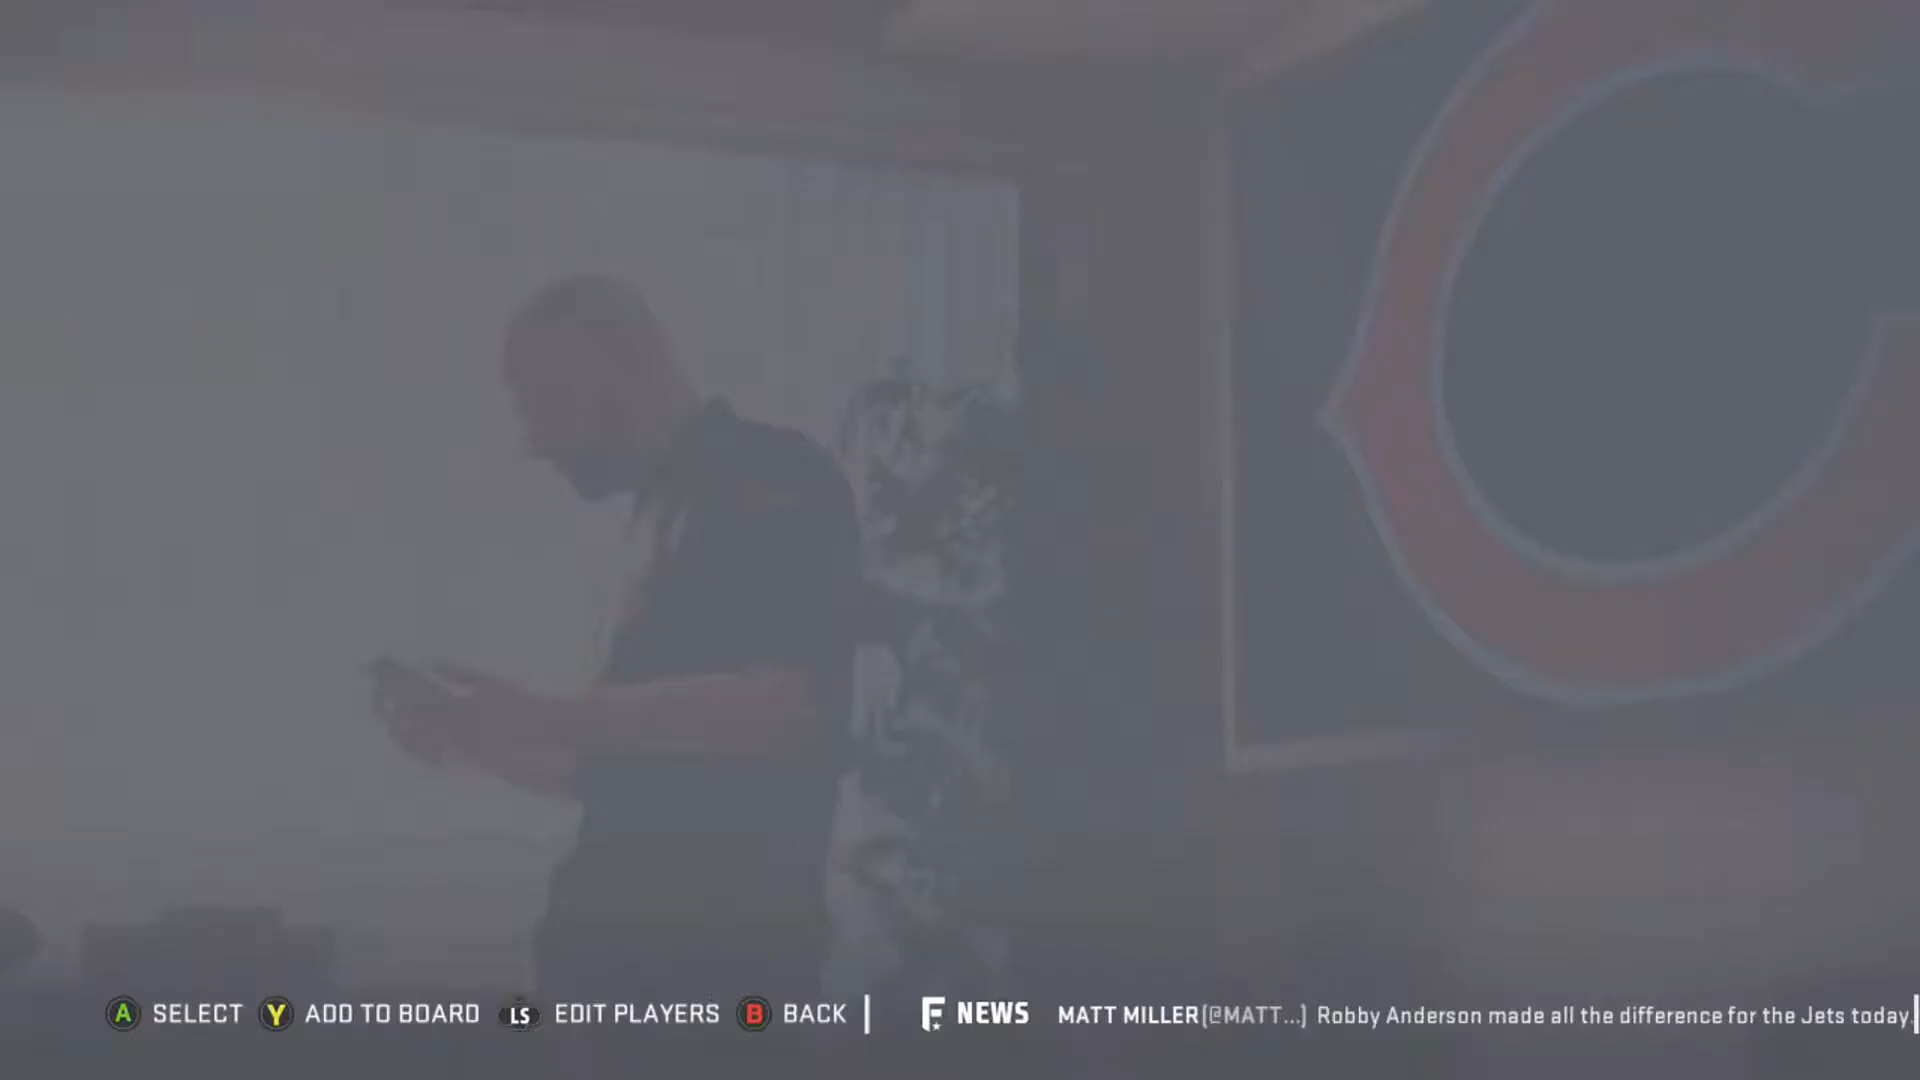 A SELECT Y ADD TO BOARD LS EDIT PLAYERS B BACK F NEWS MATT MILLER(@MATT...) Robby Anderson made all the difference for the Jets today.